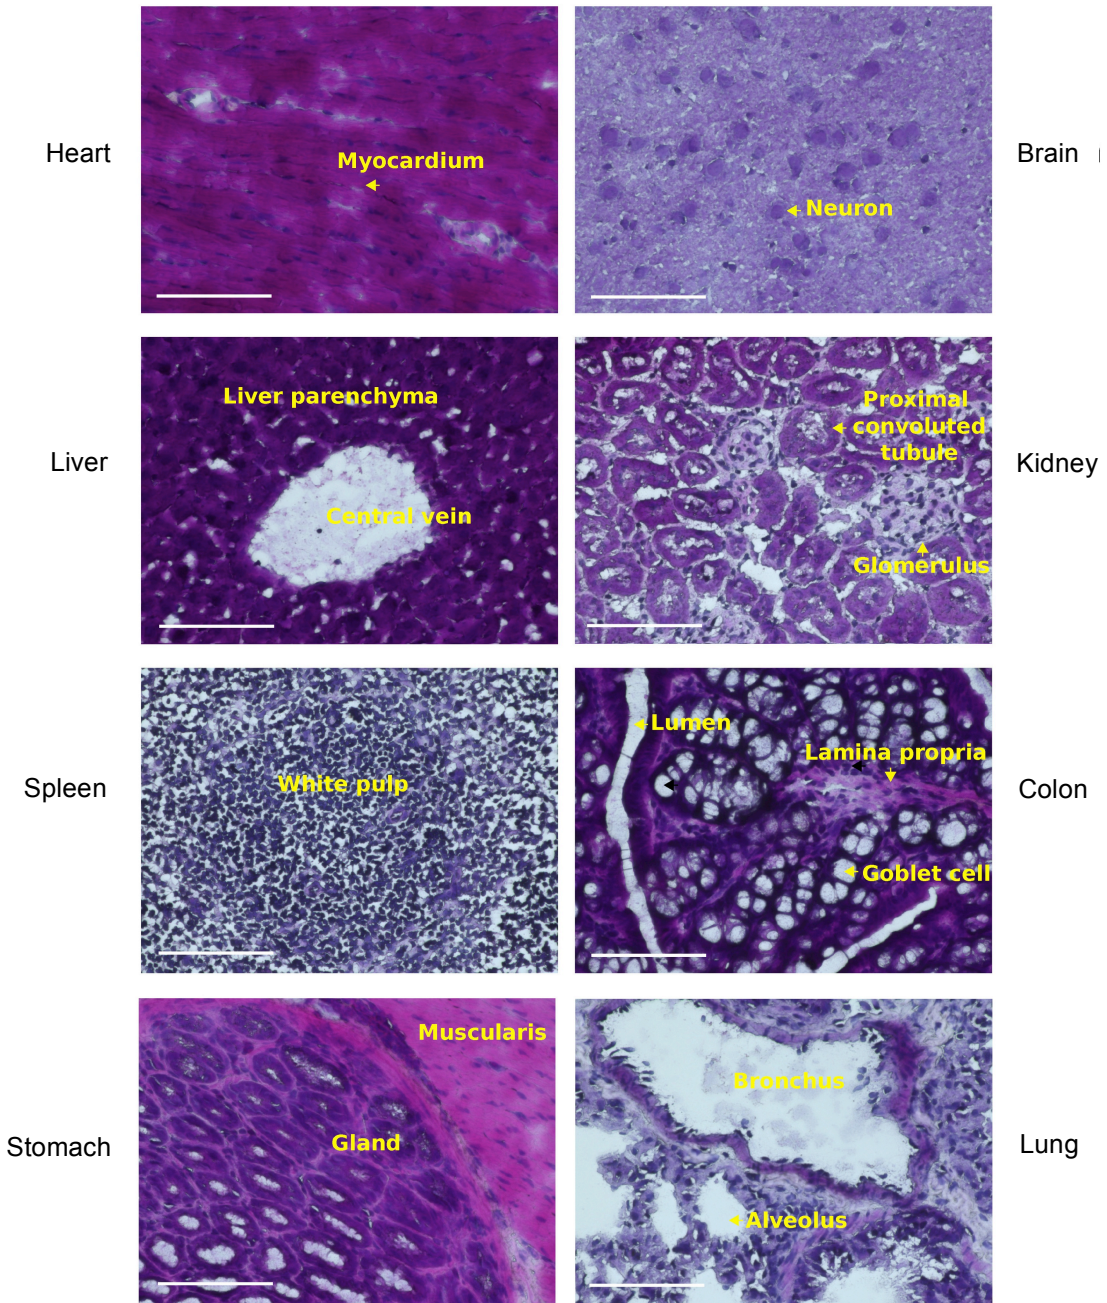 Heart
Myocardium
Neuron
Brain
Liver
Liver parenchyma
Central vein
Proximal
convoluted
tubule
Glomerulus
Kidney
Spleen
White pulp
Lumen
Lamina propria
Goblet cell
Colon
Stomach
Muscularis
Gland
Bronchus
Alveolus
Lung